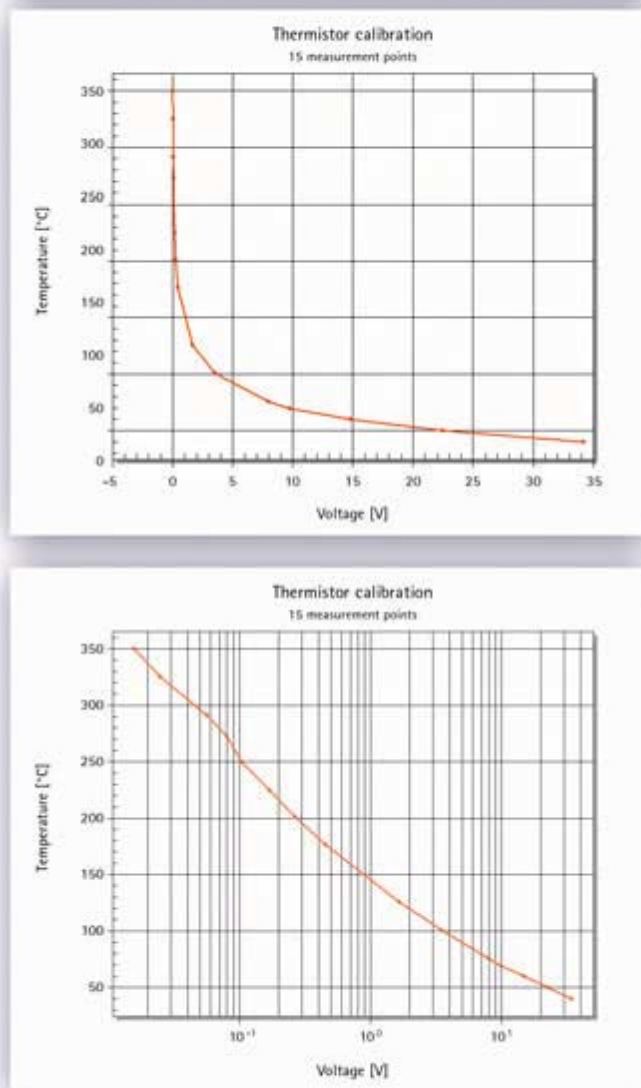 Thermistor calibration
15 measurement points
350
300
250
200
150
100
50
0
Temperature [°C]
-5 0 5 10 15 20 25 30 35
Voltage [V]
Thermistor calibration
15 measurement points
350
300
250
200
150
100
50
Temperature [°C]
10⁻¹ 10⁰ 10¹
Voltage [V]